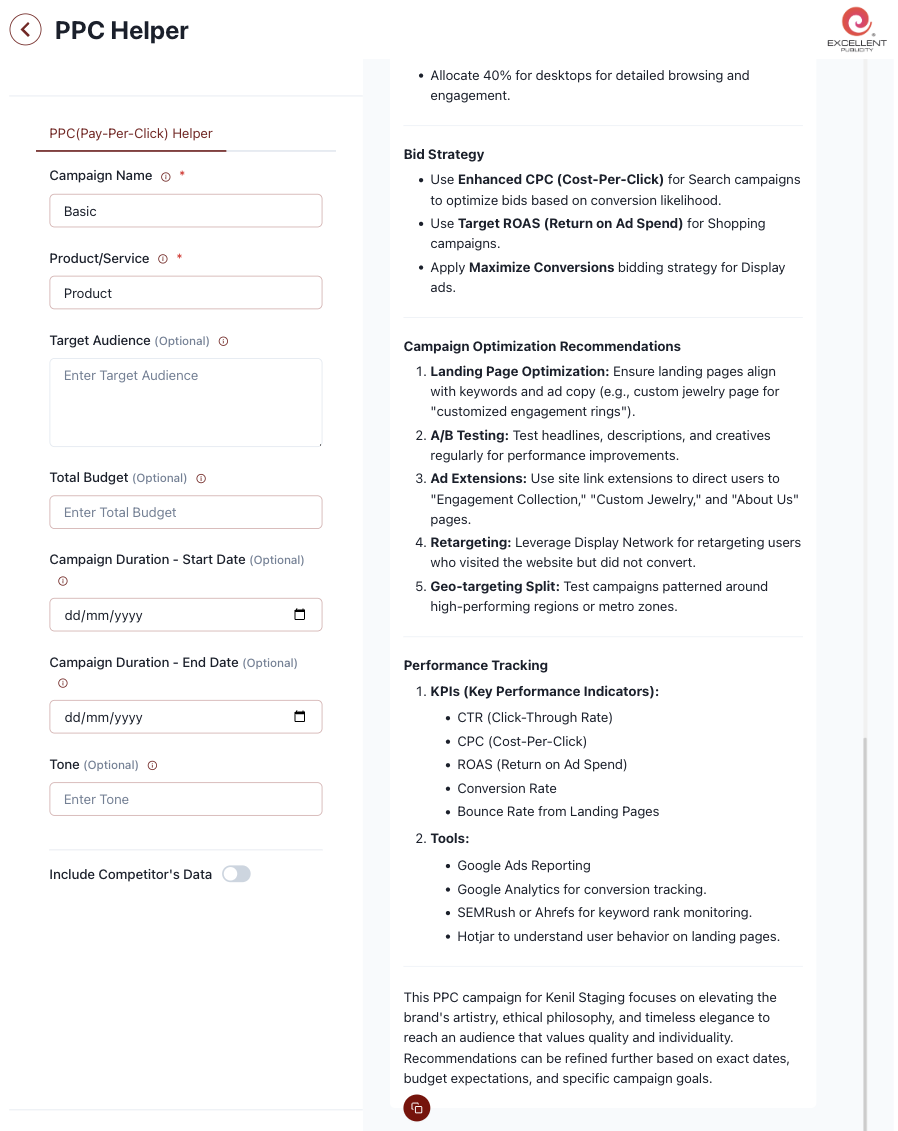 PPC Helper
EXCELLENT
PUBLICITY
PPC(Pay-Per-Click) Helper
Campaign Name *
Basic
Product/Service *
Product
Target Audience (Optional)
Enter Target Audience
Total Budget (Optional)
Enter Total Budget
Campaign Duration - Start Date (Optional)
dd/mm/yyyy
Campaign Duration - End Date (Optional)
dd/mm/yyyy
Tone (Optional)
Enter Tone
Include Competitor's Data
• Allocate 40% for desktops for detailed browsing and
engagement.
Bid Strategy
• Use Enhanced CPC (Cost-Per-Click) for Search campaigns
to optimize bids based on conversion likelihood.
• Use Target ROAS (Return on Ad Spend) for Shopping
campaigns.
• Apply Maximize Conversions bidding strategy for Display
ads.
Campaign Optimization Recommendations
1. Landing Page Optimization: Ensure landing pages align
with keywords and ad copy (e.g., custom jewelry page for
"customized engagement rings").
2. A/B Testing: Test headlines, descriptions, and creatives
regularly for performance improvements.
3. Ad Extensions: Use site link extensions to direct users to
"Engagement Collection," "Custom Jewelry," and "About Us"
pages.
4. Retargeting: Leverage Display Network for retargeting users
who visited the website but did not convert.
5. Geo-targeting Split: Test campaigns patterned around
high-performing regions or metro zones.
Performance Tracking
1. KPIs (Key Performance Indicators):
• CTR (Click-Through Rate)
• CPC (Cost-Per-Click)
• ROAS (Return on Ad Spend)
• Conversion Rate
• Bounce Rate from Landing Pages
2. Tools:
• Google Ads Reporting
• Google Analytics for conversion tracking.
• SEMRush or Ahrefs for keyword rank monitoring.
• Hotjar to understand user behavior on landing pages.
This PPC campaign for Kenil Staging focuses on elevating the
brand's artistry, ethical philosophy, and timeless elegance to
reach an audience that values quality and individuality.
Recommendations can be refined further based on exact dates,
budget expectations, and specific campaign goals.